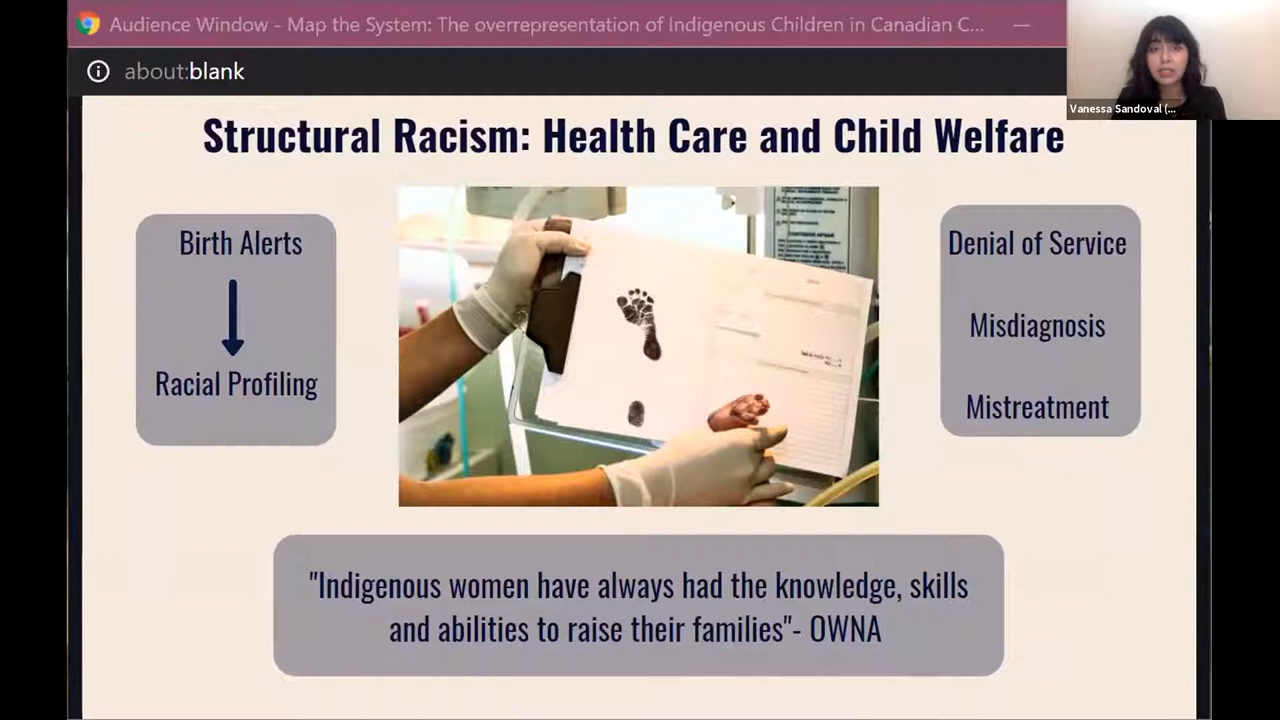 Audience Window - Map the System: The overrepresentation of Indigenous Children in Canadian C...
about:blank
Vanessa Sandoval (...
Structural Racism: Health Care and Child Welfare
Birth Alerts
Racial Profiling
Denial of Service
Misdiagnosis
Mistreatment
"Indigenous women have always had the knowledge, skills
and abilities to raise their families"- OWNA